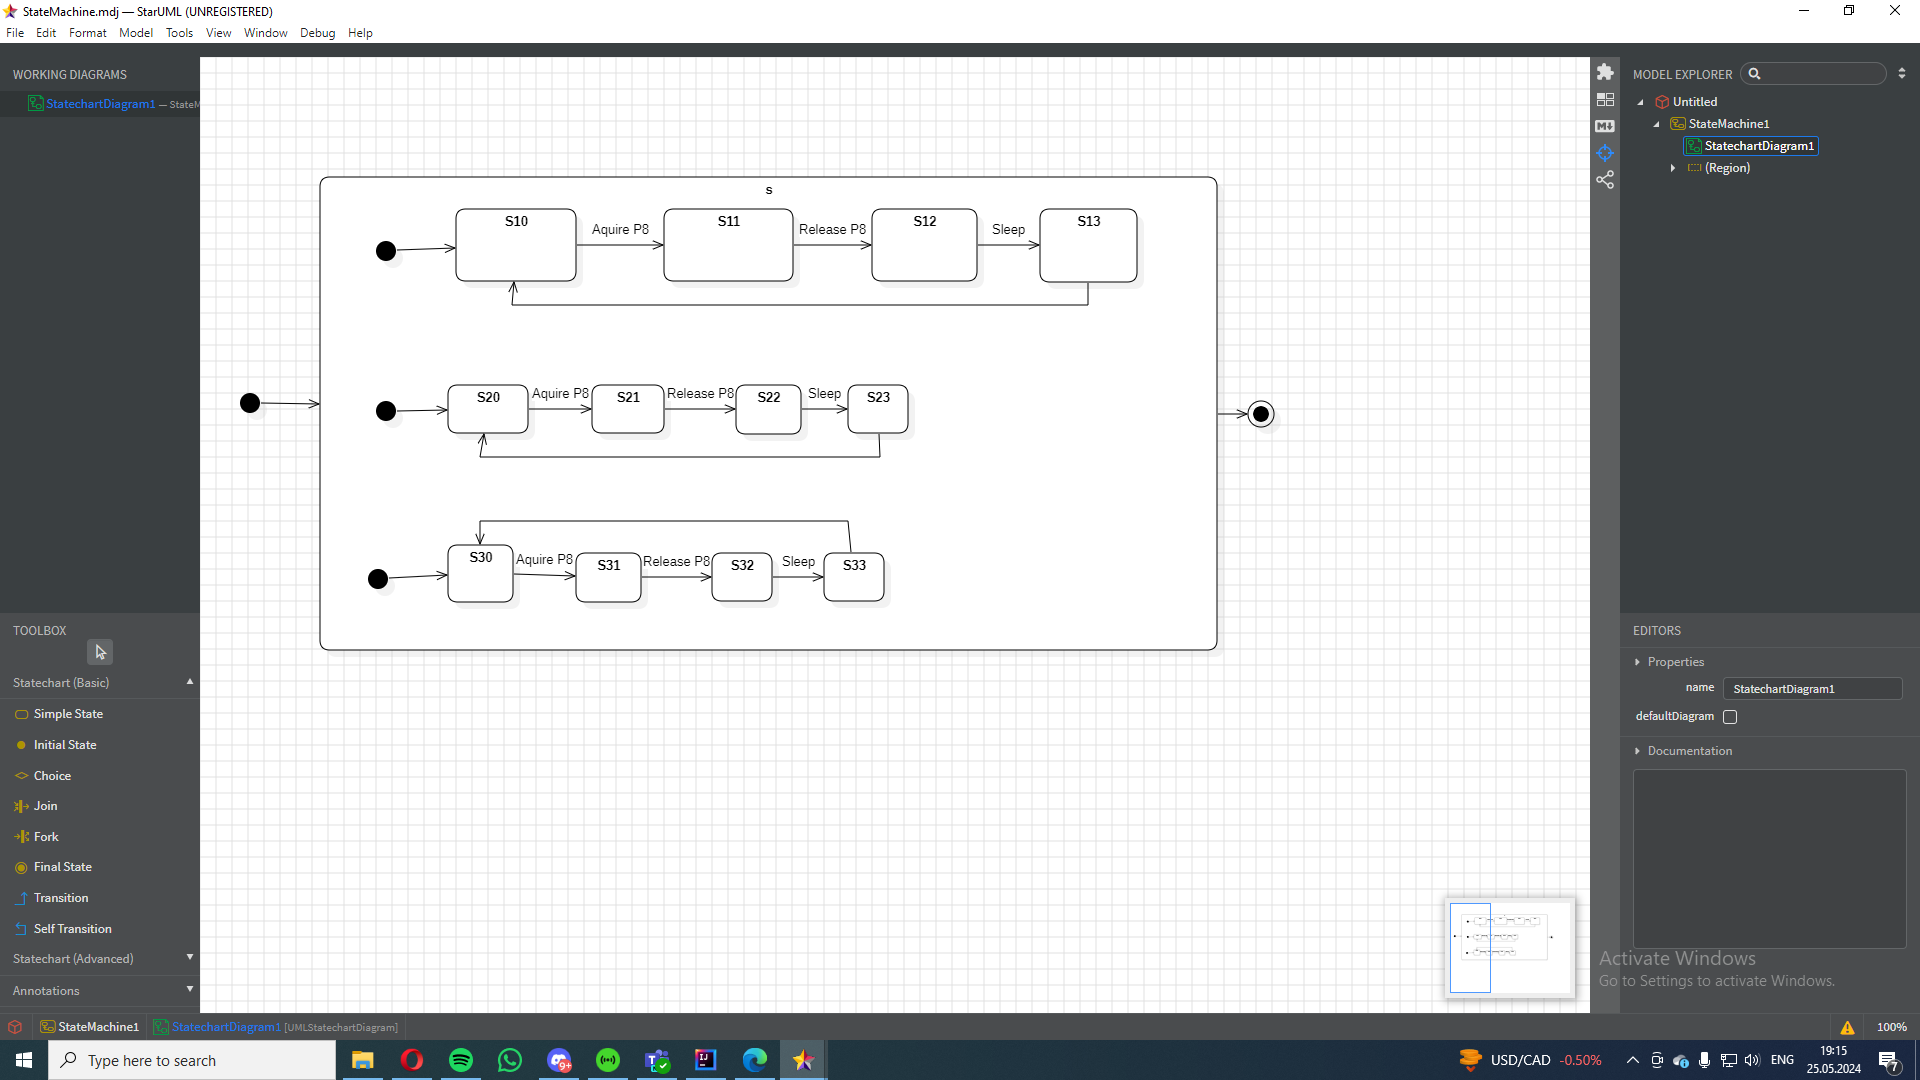 StateMachine.mdj — StarUML (UNREGISTERED)
File Edit Format Model Tools View Window Debug Help
WORKING DIAGRAMS
StatechartDiagram1 — StateM
s
S10
Aquire P8
S11
Release P8
S12
Sleep
S13
S20
Aquire P8
S21
Release P8
S22
Sleep
S23
S30
Aquire P8
S31
Release P8
S32
Sleep
S33
MODEL EXPLORER
Untitled
StateMachine1
StatechartDiagram1
(Region)
TOOLBOX
Statechart (Basic)
Simple State
Initial State
Choice
Join
Fork
Final State
Transition
Self Transition
Statechart (Advanced)
Annotations
EDITORS
Properties
name StatechartDiagram1
defaultDiagram
Documentation
Activate Windows
Go to Settings to activate Windows.
StateMachine1 StatechartDiagram1 [UMLStatechartDiagram]
100%
Type here to search
9+
USD/CAD -0.50%
ENG
19:15
25.05.2024
7